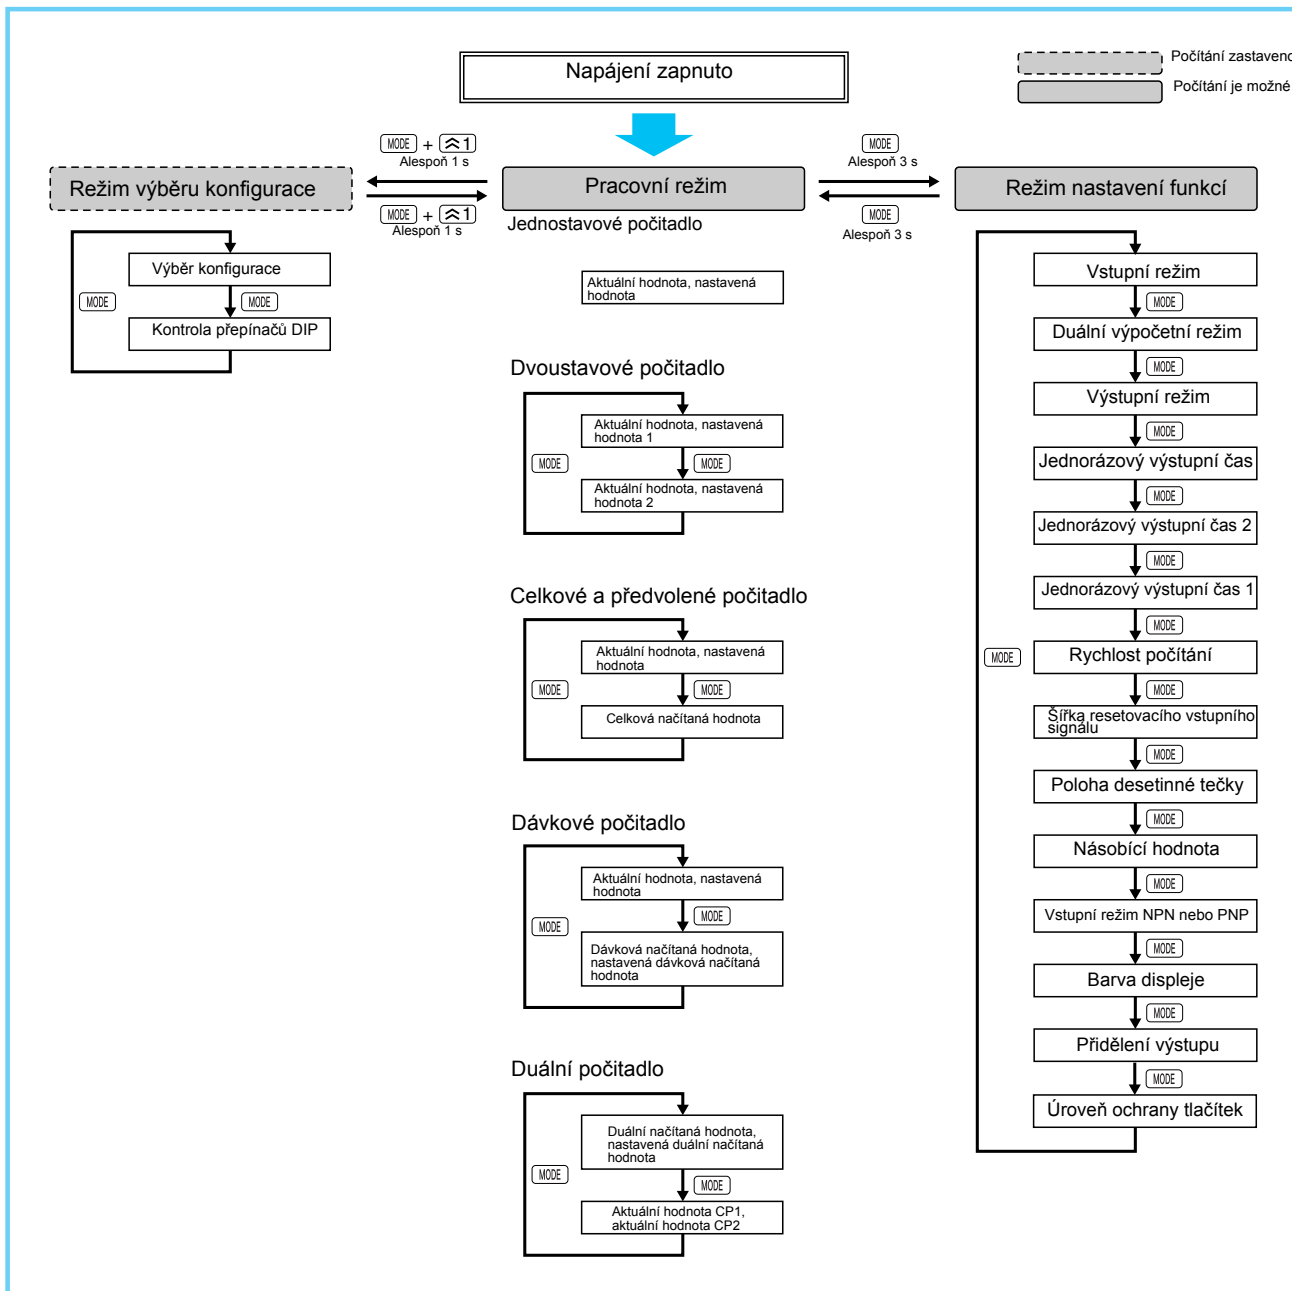 Napájení zapnuto
Počítání zastaveno
Počítání je možné
MODE + 1
Alespoň 1 s
MODE
Alespoň 3 s
Režim výběru konfigurace
Pracovní režim
Režim nastavení funkcí
MODE + 1
Alespoň 1 s
MODE
Alespoň 3 s
Jednostavové počitadlo
Výběr konfigurace
MODE
MODE
Kontrola přepínačů DIP
Aktuální hodnota, nastavená
hodnota
Dvoustavové počitadlo
Aktuální hodnota, nastavená
hodnota 1
MODE
MODE
Aktuální hodnota, nastavená
hodnota 2
Celkové a předvolené počitadlo
Aktuální hodnota, nastavená
hodnota
MODE
MODE
Celková načítaná hodnota
Dávkové počitadlo
Aktuální hodnota, nastavená
hodnota
MODE
MODE
Dávková načítaná hodnota,
nastavená dávková načítaná
hodnota
Duální počitadlo
Duální načítaná hodnota,
nastavená duální načítaná
hodnota
MODE
MODE
Aktuální hodnota CP1,
aktuální hodnota CP2
Vstupní režim
MODE
Duální výpočetní režim
MODE
Výstupní režim
MODE
Jednorázový výstupní čas
MODE
Jednorázový výstupní čas 2
MODE
Jednorázový výstupní čas 1
MODE
MODE
Rychlost počítání
MODE
Šířka resetovacího vstupního
signálu
MODE
Poloha desetinné tečky
MODE
Násobící hodnota
MODE
Vstupní režim NPN nebo PNP
MODE
Barva displeje
MODE
Přidělení výstupu
MODE
Úroveň ochrany tlačítek